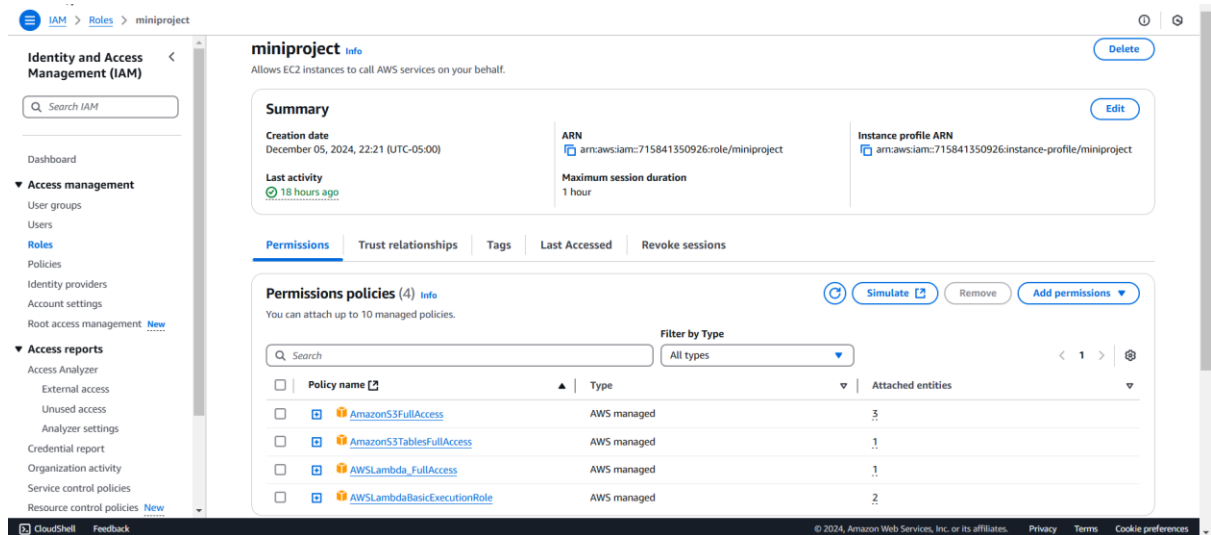 IAM > Roles > miniproject
Identity and Access Management (IAM)
Search IAM
Dashboard
Access management
User groups
Users
Roles
Policies
Identity providers
Account settings
Root access management New
Access reports
Access Analyzer
External access
Unused access
Analyzer settings
Credential report
Organization activity
Service control policies
Resource control policies New
miniproject Info
Delete
Allows EC2 instances to call AWS services on your behalf.
Summary
Edit
Creation date
December 05, 2024, 22:21 (UTC-05:00)
ARN
arn:aws:iam::715841350926:role/miniproject
Instance profile ARN
arn:aws:iam::715841350926:instance-profile/miniproject
Last activity
18 hours ago
Maximum session duration
1 hour
Permissions Trust relationships Tags Last Accessed Revoke sessions
Permissions policies (4) Info
Simulate Remove Add permissions
You can attach up to 10 managed policies.
Filter by Type
Search All types 1
Policy name Type Attached entities
AmazonS3FullAccess AWS managed 3
AmazonS3TablesFullAccess AWS managed 1
AWSLambda_FullAccess AWS managed 1
AWSLambdaBasicExecutionRole AWS managed 2
CloudShell Feedback © 2024, Amazon Web Services, Inc. or its affiliates. Privacy Terms Cookie preferences